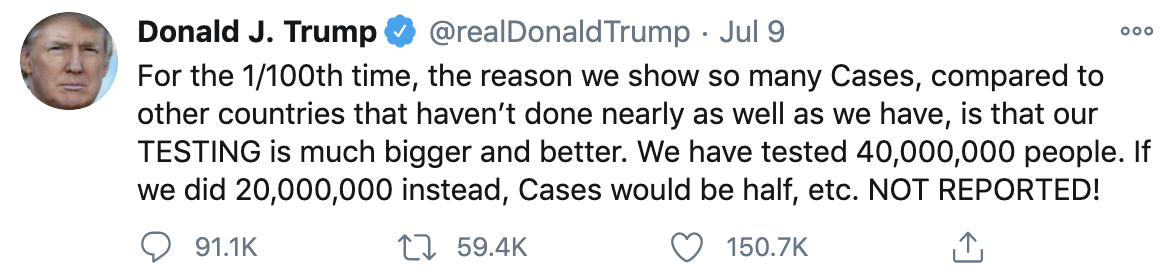 Donald J. Trump @realDonaldTrump · Jul 9
For the 1/100th time, the reason we show so many Cases, compared to
other countries that haven’t done nearly as well as we have, is that our
TESTING is much bigger and better. We have tested 40,000,000 people. If
we did 20,000,000 instead, Cases would be half, etc. NOT REPORTED!
91.1K 59.4K 150.7K